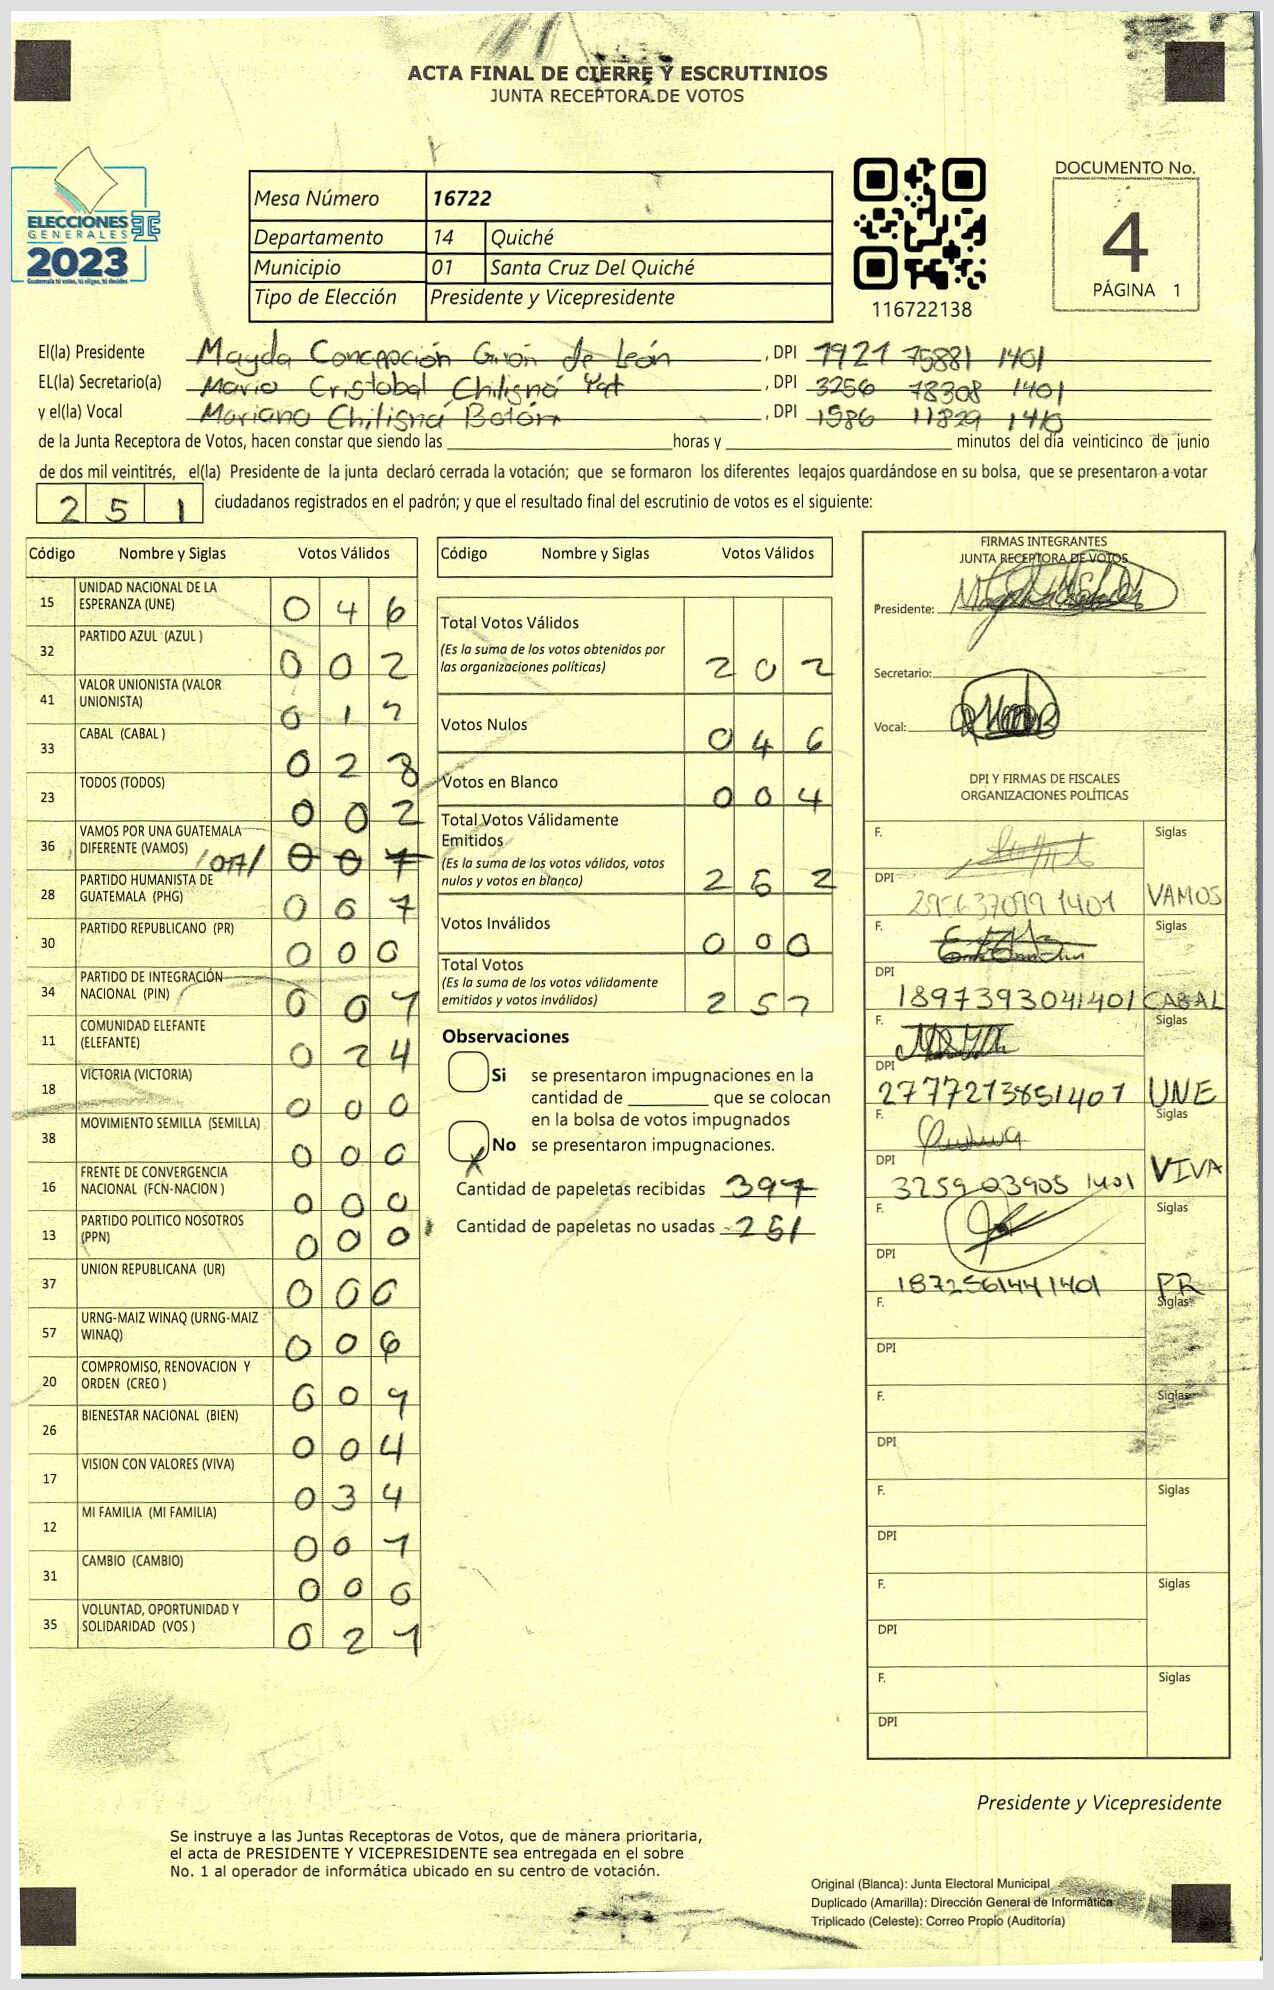 ACTA FINAL DE CIERRE Y ESCRUTINIOS
JUNTA RECEPTORA DE VOTOS
ELECCIONES
GENERALES
2023
Guatemala tú votas, tú eliges, tú decides
Mesa Número 16722
Departamento 14 Quiché
Municipio 01 Santa Cruz Del Quiché
Tipo de Elección Presidente y Vicepresidente
116722138
DOCUMENTO No.
4
PÁGINA 1
El(la) Presidente Magda Concepción Girón de León, DPI 1921 75881 1401
EL(la) Secretario(a) Mario Cristobal Chilisná Yat, DPI 3256 78308 1401
y el(la) Vocal Mariano Chilisná Botón, DPI 1586 11829 1410
de la Junta Receptora de Votos, hacen constar que siendo las horas y minutos del día veinticinco de junio
de dos mil veintitrés, el(la) Presidente de la junta declaró cerrada la votación; que se formaron los diferentes legajos guardándose en su bolsa, que se presentaron a votar
2 5 1 ciudadanos registrados en el padrón; y que el resultado final del escrutinio de votos es el siguiente:
Código Nombre y Siglas Votos Válidos
15 UNIDAD NACIONAL DE LA ESPERANZA (UNE) 0 4 6
32 PARTIDO AZUL (AZUL ) 0 0 2
41 VALOR UNIONISTA (VALOR UNIONISTA) 0 1
33 CABAL (CABAL ) 0 2 8
23 TODOS (TODOS) 0 0 2
36 VAMOS POR UNA GUATEMALA DIFERENTE (VAMOS) 0 0 7
28 PARTIDO HUMANISTA DE GUATEMALA (PHG) 0 0 7
30 PARTIDO REPUBLICANO (PR) 0 0 0
34 PARTIDO DE INTEGRACIÓN NACIONAL (PIN) 0 0 1
11 COMUNIDAD ELEFANTE (ELEFANTE) 0 2 4
18 VICTORIA (VICTORIA) 0 0 0
38 MOVIMIENTO SEMILLA (SEMILLA) 0 0 0
16 FRENTE DE CONVERGENCIA NACIONAL (FCN-NACION ) 0 0 0
13 PARTIDO POLITICO NOSOTROS (PPN) 0 0 0
37 UNION REPUBLICANA (UR) 0 0 0
57 URNG-MAIZ WINAQ (URNG-MAIZ WINAQ) 0 0 6
20 COMPROMISO, RENOVACION Y ORDEN (CREO ) 0 0 1
26 BIENESTAR NACIONAL (BIEN) 0 0 4
17 VISION CON VALORES (VIVA) 0 3 4
12 MI FAMILIA (MI FAMILIA) 0 0 1
31 CAMBIO (CAMBIO) 0 0 0
35 VOLUNTAD, OPORTUNIDAD Y SOLIDARIDAD (VOS ) 0 2 1
Código Nombre y Siglas Votos Válidos
Total Votos Válidos
(Es la suma de los votos obtenidos por
las organizaciones políticas) 2 0 2
Votos Nulos 0 4 6
Votos en Blanco 0 0 4
Total Votos Válidamente
Emitidos
(Es la suma de los votos válidos, votos
nulos y votos en blanco) 2 5 2
Votos Inválidos 0 0 0
Total Votos
(Es la suma de los votos válidamente
emitidos y votos inválidos) 2 5 2
Observaciones
Si se presentaron impugnaciones en la
cantidad de que se colocan
en la bolsa de votos impugnados
X No se presentaron impugnaciones.
Cantidad de papeletas recibidas 397
Cantidad de papeletas no usadas 251
FIRMAS INTEGRANTES
JUNTA RECEPTORA DE VOTOS
Presidente:
Secretario:
Vocal:
DPI Y FIRMAS DE FISCALES
ORGANIZACIONES POLÍTICAS
F. Siglas
DPI 2895637099 1401 VAMOS
F. Siglas
DPI 1897393041401 CABAL
F. Siglas
DPI 2777213851401 UNE
F. Siglas
DPI 3259 03905 1401 VIVA
F. Siglas
DPI 1872561441401 PR
F. Siglas
DPI
F. Siglas
DPI
F. Siglas
DPI
F. Siglas
DPI
F. Siglas
DPI
Presidente y Vicepresidente
Se instruye a las Juntas Receptoras de Votos, que de manera prioritaria,
el acta de PRESIDENTE Y VICEPRESIDENTE sea entregada en el sobre
No. 1 al operador de informática ubicado en su centro de votación.
Original (Blanca): Junta Electoral Municipal
Duplicado (Amarilla): Dirección General de Informática
Triplicado (Celeste): Correo Propio (Auditoría)